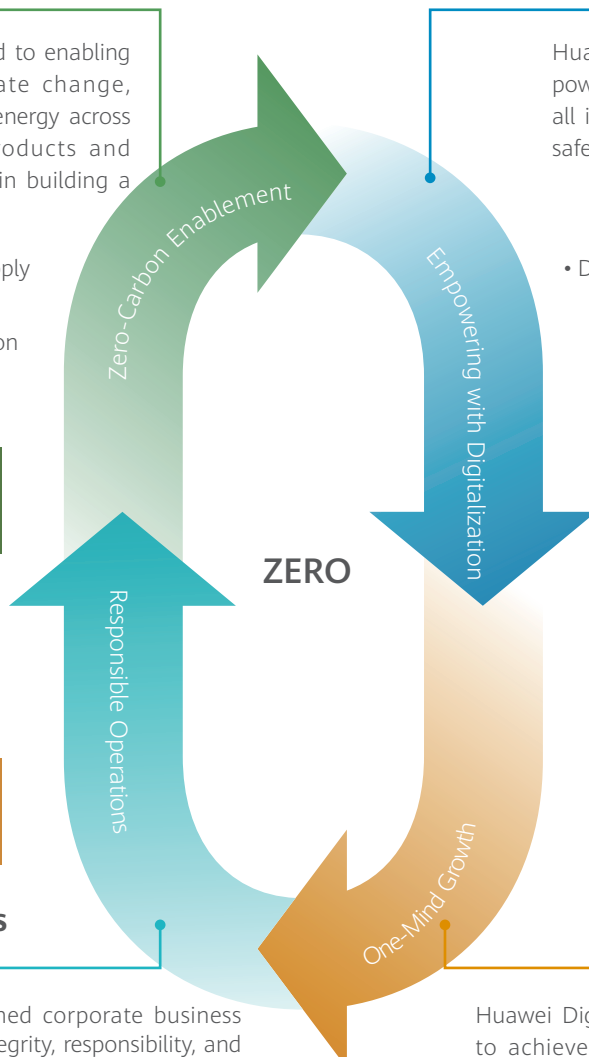 d to enabling
ate change,
energy across
roducts and
in building a
ply
on
Hua
pow
all i
safe
• D
Zero-Carbon Enablement
Empowering with Digitalization
ZERO
Responsible Operations
One-Mind Growth
s
ned corporate business
egrity, responsibility, and
Huawei Dig
to achieve